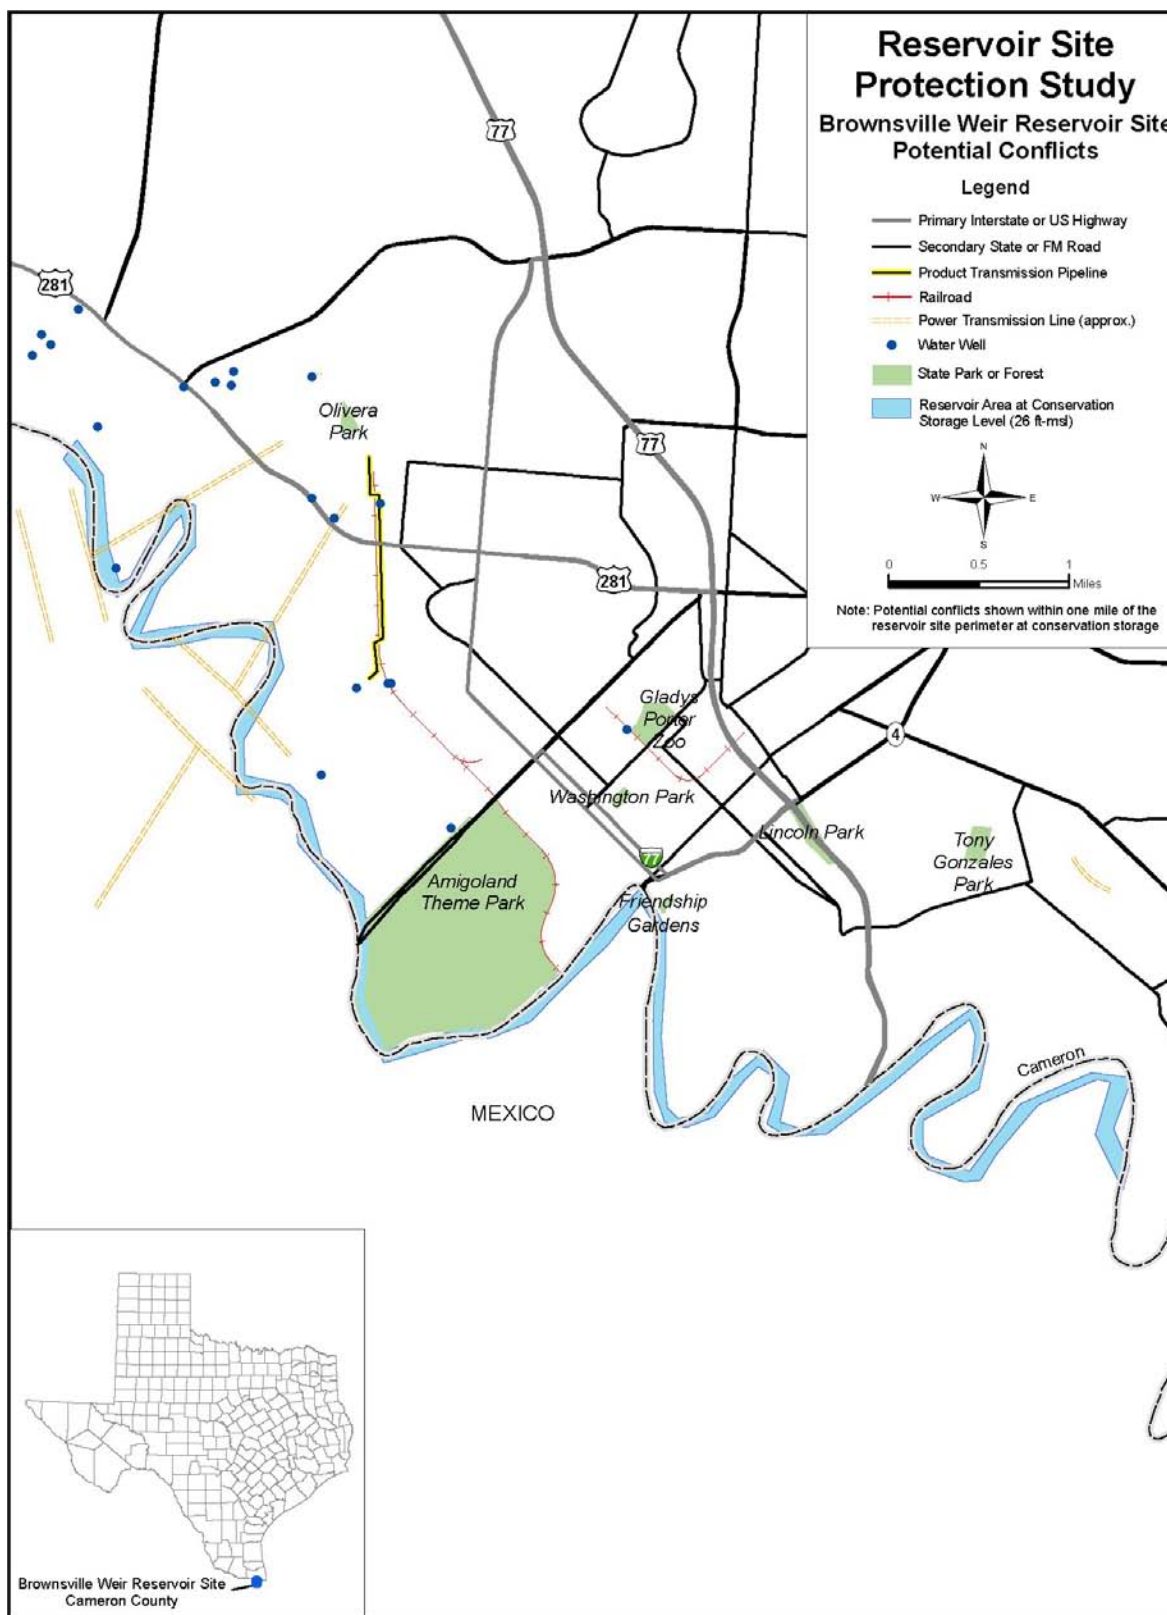 Reservoir Site
Protection Study
Brownsville Weir Reservoir Site
Potential Conflicts
Legend
Primary Interstate or US Highway
Secondary State or FM Road
Product Transmission Pipeline
Railroad
Power Transmission Line (approx.)
Water Well
State Park or Forest
Reservoir Area at Conservation
Storage Level (26 ft-msl)
N
W
E
S
0
0.5
1
Miles
Note: Potential conflicts shown within one mile of the
reservoir site perimeter at conservation storage
77
281
Olivera
Park
77
281
Gladys
Porter
Zoo
4
Washington Park
Lincoln Park
Tony
Gonzales
Park
77
Amigoland
Theme Park
Friendship
Gardens
Cameron
MEXICO
Brownsville Weir Reservoir Site
Cameron County